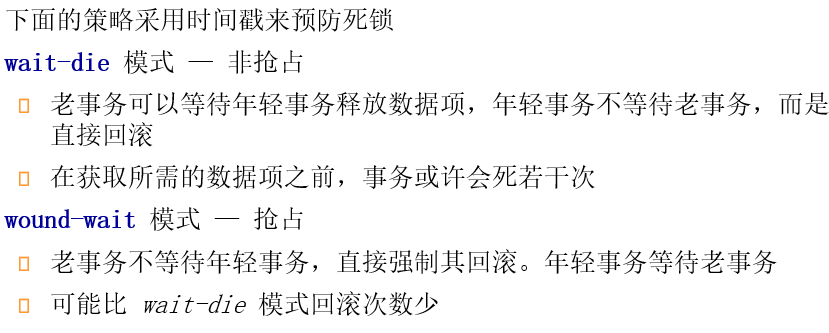 下面的策略采用时间戳来预防死锁
wait-die 模式 — 非抢占
老事务可以等待年轻事务释放数据项，年轻事务不等待老事务，而是
直接回滚
在获取所需的数据项之前，事务或许会死若干次
wound-wait 模式 — 抢占
老事务不等待年轻事务，直接强制其回滚。年轻事务等待老事务
可能比 wait-die 模式回滚次数少